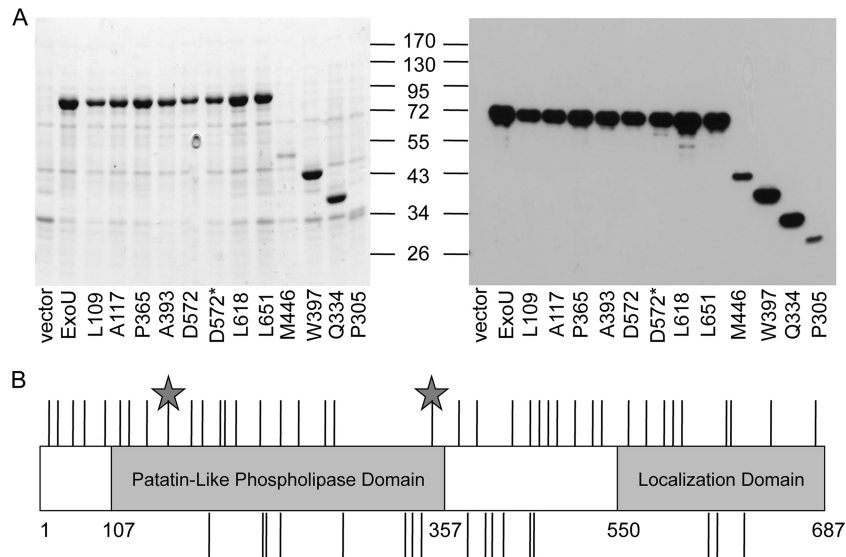 A
170
130
95
72
55
43
34
26
vector ExoU L109 A117 P365 A393 D572 D572* L618 L651 M446 W397 Q334 P305
vector ExoU L109 A117 P365 A393 D572 D572* L618 L651 M446 W397 Q334 P305
B
Patatin-Like Phospholipase Domain Localization Domain
1 107 357 550 687